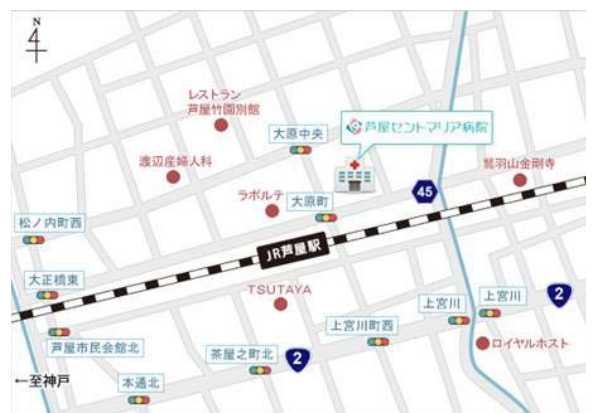 N
4
レストラン
芦屋竹園別館
大原中央
芦屋セントマリア病院
渡辺産婦人科
鷲羽山金剛寺
ラポルテ
大原町
45
松ノ内町西
JR芦屋駅
大正橋東
TSUTAYA
上宮川
上宮川
2
芦屋市民会館北
上宮川町西
ロイヤルホスト
茶屋之町北
2
←至神戸
本通北